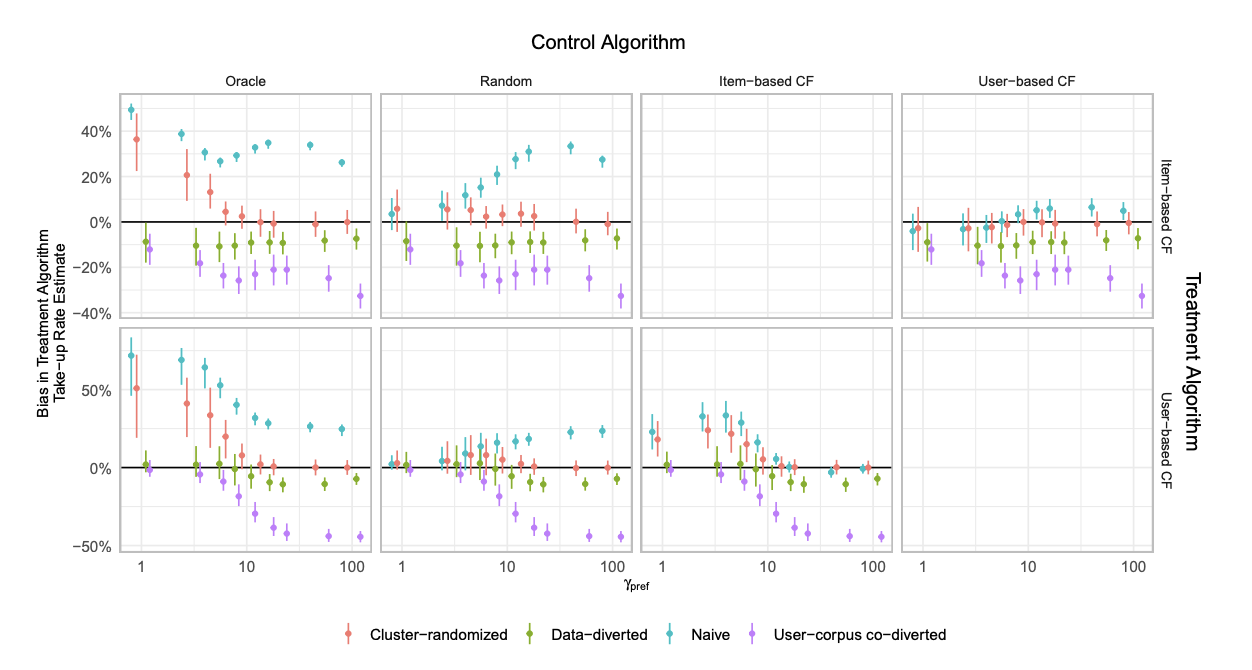 Control Algorithm
Oracle
Random
Item−based CF
User−based CF
40%
20%
0%
−20%
−40%
Item−based CF
50%
0%
−50%
User−based CF
Bias in Treatment Algorithm
Take−up Rate Estimate
Treatment Algorithm
1 10 100 1 10 100 1 10 100 1 10 100
γpref
Cluster−randomized Data−diverted Naive User−corpus co−diverted